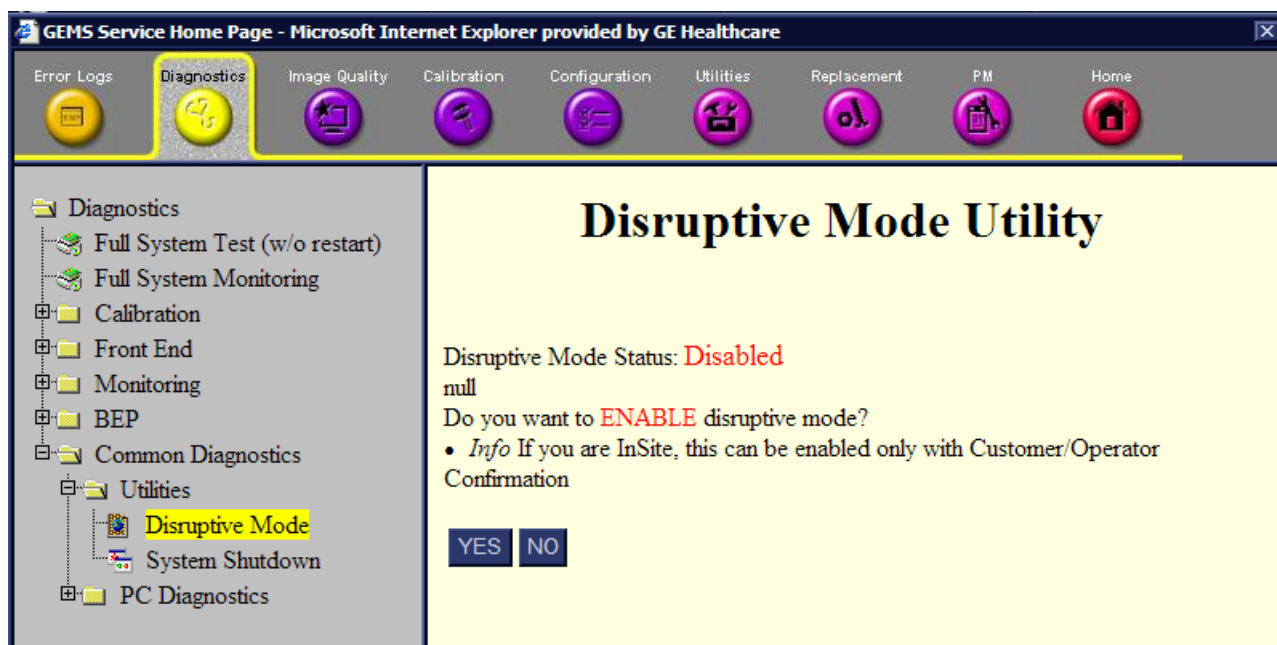 GEMS Service Home Page - Microsoft Internet Explorer provided by GE Healthcare
Error Logs Diagnostics Image Quality Calibration Configuration Utilities Replacement PM Home
Diagnostics
Full System Test (w/o restart)
Full System Monitoring
Calibration
Front End
Monitoring
BEP
Common Diagnostics
Utilities
Disruptive Mode
System Shutdown
PC Diagnostics
Disruptive Mode Utility
Disruptive Mode Status: Disabled
null
Do you want to ENABLE disruptive mode?
• Info If you are InSite, this can be enabled only with Customer/Operator
Confirmation
YES NO